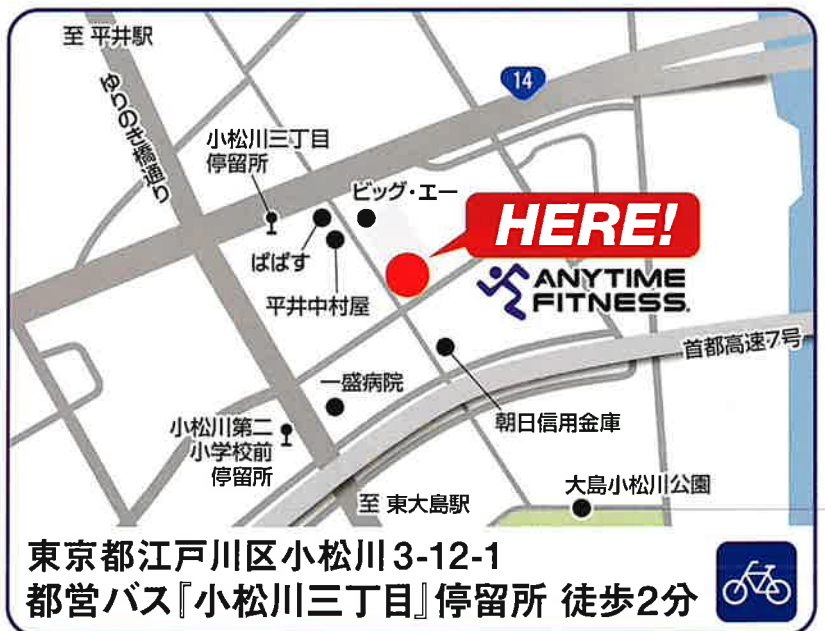 至 平井駅
ゆりのき橋通り
14
小松川三丁目
停留所
ビッグ・エー
HERE!
ぱぱす
ANYTIME
FITNESS.
平井中村屋
首都高速7号
一盛病院
朝日信用金庫
小松川第二
小学校前
停留所
至 東大島駅
大島小松川公園
東京都江戸川区小松川3-12-1
都営バス『小松川三丁目』停留所 徒歩2分